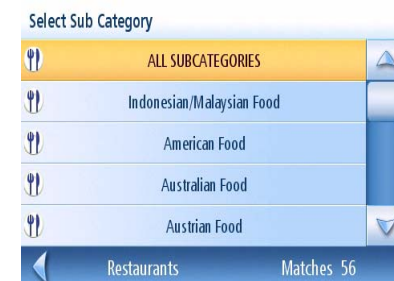 Select Sub Category
ALL SUBCATEGORIES
Indonesian/Malaysian Food
American Food
Australian Food
Austrian Food
Restaurants Matches 56